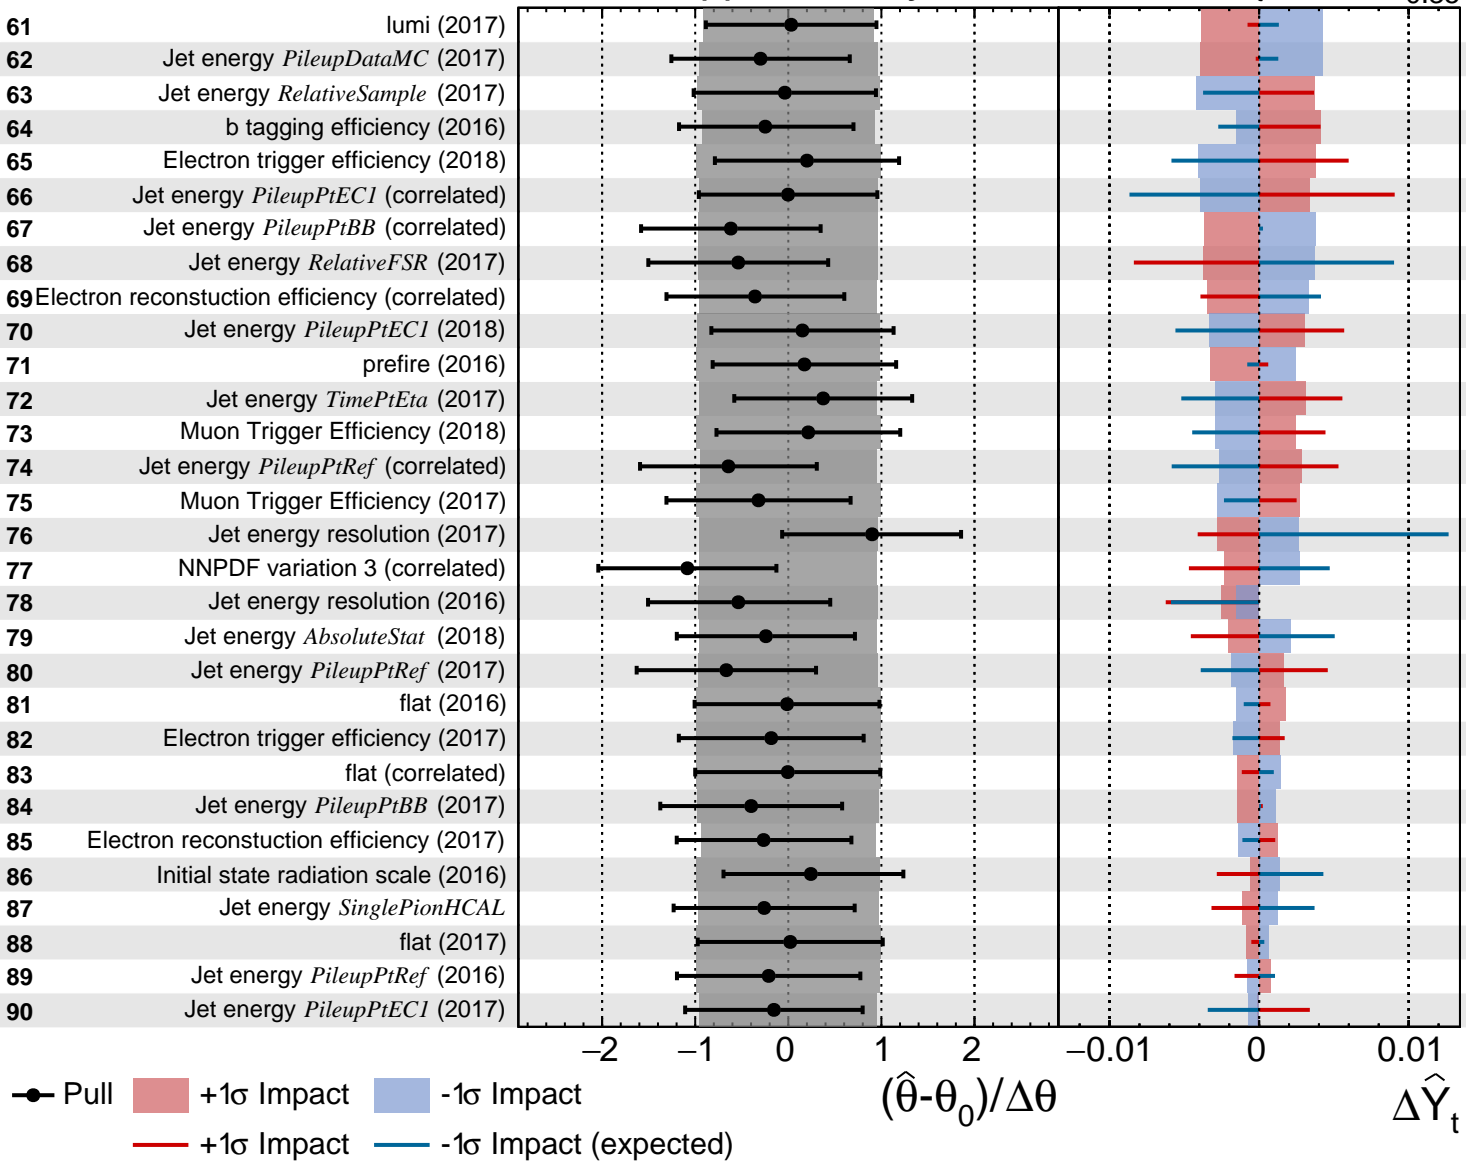 61 lumi (2017)
62 Jet energy PileupDataMC (2017)
63 Jet energy RelativeSample (2017)
64 b tagging efficiency (2016)
65 Electron trigger efficiency (2018)
66 Jet energy PileupPtEC1 (correlated)
67 Jet energy PileupPtBB (correlated)
68 Jet energy RelativeFSR (2017)
69 Electron reconstuction efficiency (correlated)
70 Jet energy PileupPtEC1 (2018)
71 prefire (2016)
72 Jet energy TimePtEta (2017)
73 Muon Trigger Efficiency (2018)
74 Jet energy PileupPtRef (correlated)
75 Muon Trigger Efficiency (2017)
76 Jet energy resolution (2017)
77 NNPDF variation 3 (correlated)
78 Jet energy resolution (2016)
79 Jet energy AbsoluteStat (2018)
80 Jet energy PileupPtRef (2017)
81 flat (2016)
82 Electron trigger efficiency (2017)
83 flat (correlated)
84 Jet energy PileupPtBB (2017)
85 Electron reconstuction efficiency (2017)
86 Initial state radiation scale (2016)
87 Jet energy SinglePionHCAL
88 flat (2017)
89 Jet energy PileupPtRef (2016)
90 Jet energy PileupPtEC1 (2017)
−2 −1 0 1 2 −0.01 0 0.01
Pull +1σ Impact -1σ Impact (θ̂-θ₀)/Δθ ΔŶₜ
+1σ Impact -1σ Impact (expected)